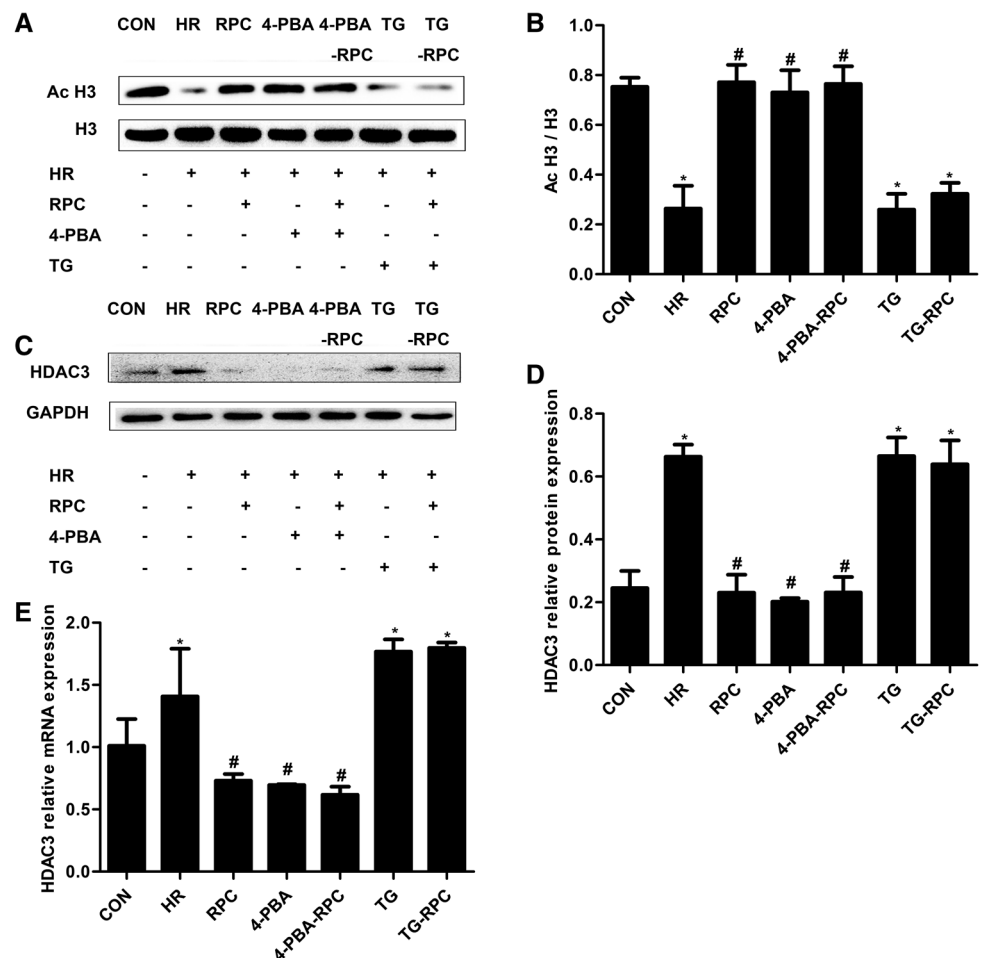 A
CON HR RPC 4-PBA 4-PBA TG TG
-RPC -RPC
Ac H3
H3
HR - + + + + + +
RPC - - + - + - +
4-PBA - - - + + - -
TG - - - - - + +
B
Ac H3 / H3
1.0
0.8
0.6
0.4
0.2
0.0
* # # # * *
CON HR RPC 4-PBA 4-PBA-RPC TG TG-RPC
C
CON HR RPC 4-PBA 4-PBA TG TG
-RPC -RPC
HDAC3
GAPDH
HR - + + + + + +
RPC - - + - + - +
4-PBA - - - + + - -
TG - - - - - + +
D
HDAC3 relative protein expression
0.8
0.6
0.4
0.2
0.0
* # # # * *
CON HR RPC 4-PBA 4-PBA-RPC TG TG-RPC
E
HDAC3 relative mRNA expression
2.0
1.5
1.0
0.5
0.0
* # # # * *
CON HR RPC 4-PBA 4-PBA-RPC TG TG-RPC